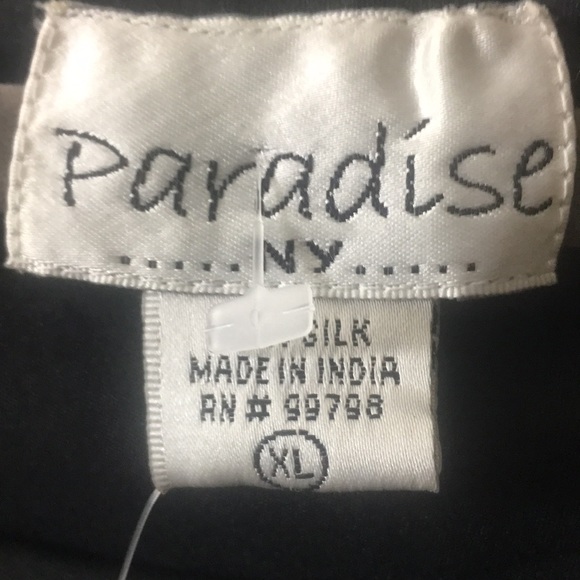 Paradise
......NY......
SILK
MADE IN INDIA
RN# 99798
XL